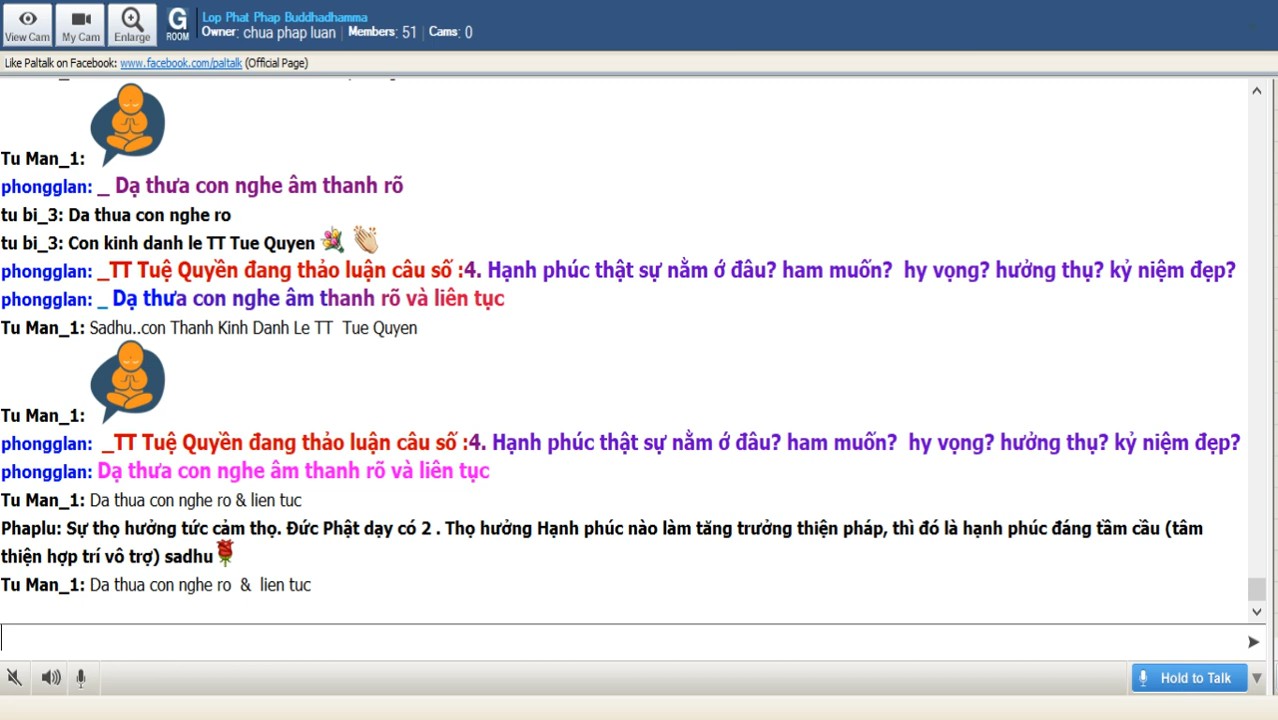 Lop Phat Phap Buddhadhamma
View Cam
My Cam
Enlarge
G ROOM
Owner: chua phap luan | Members: 51 | Cams: 0
Like Paltalk on Facebook: www.facebook.com/paltalk (Official Page)
Tu Man_1:
phongglan: _ Dạ thưa con nghe âm thanh rõ
tu bi_3: Da thua con nghe ro
tu bi_3: Con kinh danh le TT Tue Quyen
phongglan: _TT Tuệ Quyền đang thảo luận câu số :4. Hạnh phúc thật sự nằm ớ đâu? ham muốn?  hy vọng? hưởng thụ? kỷ niệm đẹp?
phongglan: _ Dạ thưa con nghe âm thanh rõ và liên tục
Tu Man_1: Sadhu..con Thanh Kinh Danh Le TT  Tue Quyen
Tu Man_1:
phongglan:  _TT Tuệ Quyền đang thảo luận câu số :4. Hạnh phúc thật sự nằm ớ đâu? ham muốn?  hy vọng? hưởng thụ? kỷ niệm đẹp?
phongglan: Dạ thưa con nghe âm thanh rõ và liên tục
Tu Man_1: Da thua con nghe ro & lien tuc
Phaplu: Sự thọ hưởng tức cảm thọ. Đức Phật dạy có 2 . Thọ hưởng Hạnh phúc nào làm tăng trưởng thiện pháp, thì đó là hạnh phúc đáng tầm cầu (tâm
thiện hợp trí vô trợ) sadhu
Tu Man_1: Da thua con nghe ro  &  lien tuc
Hold to Talk